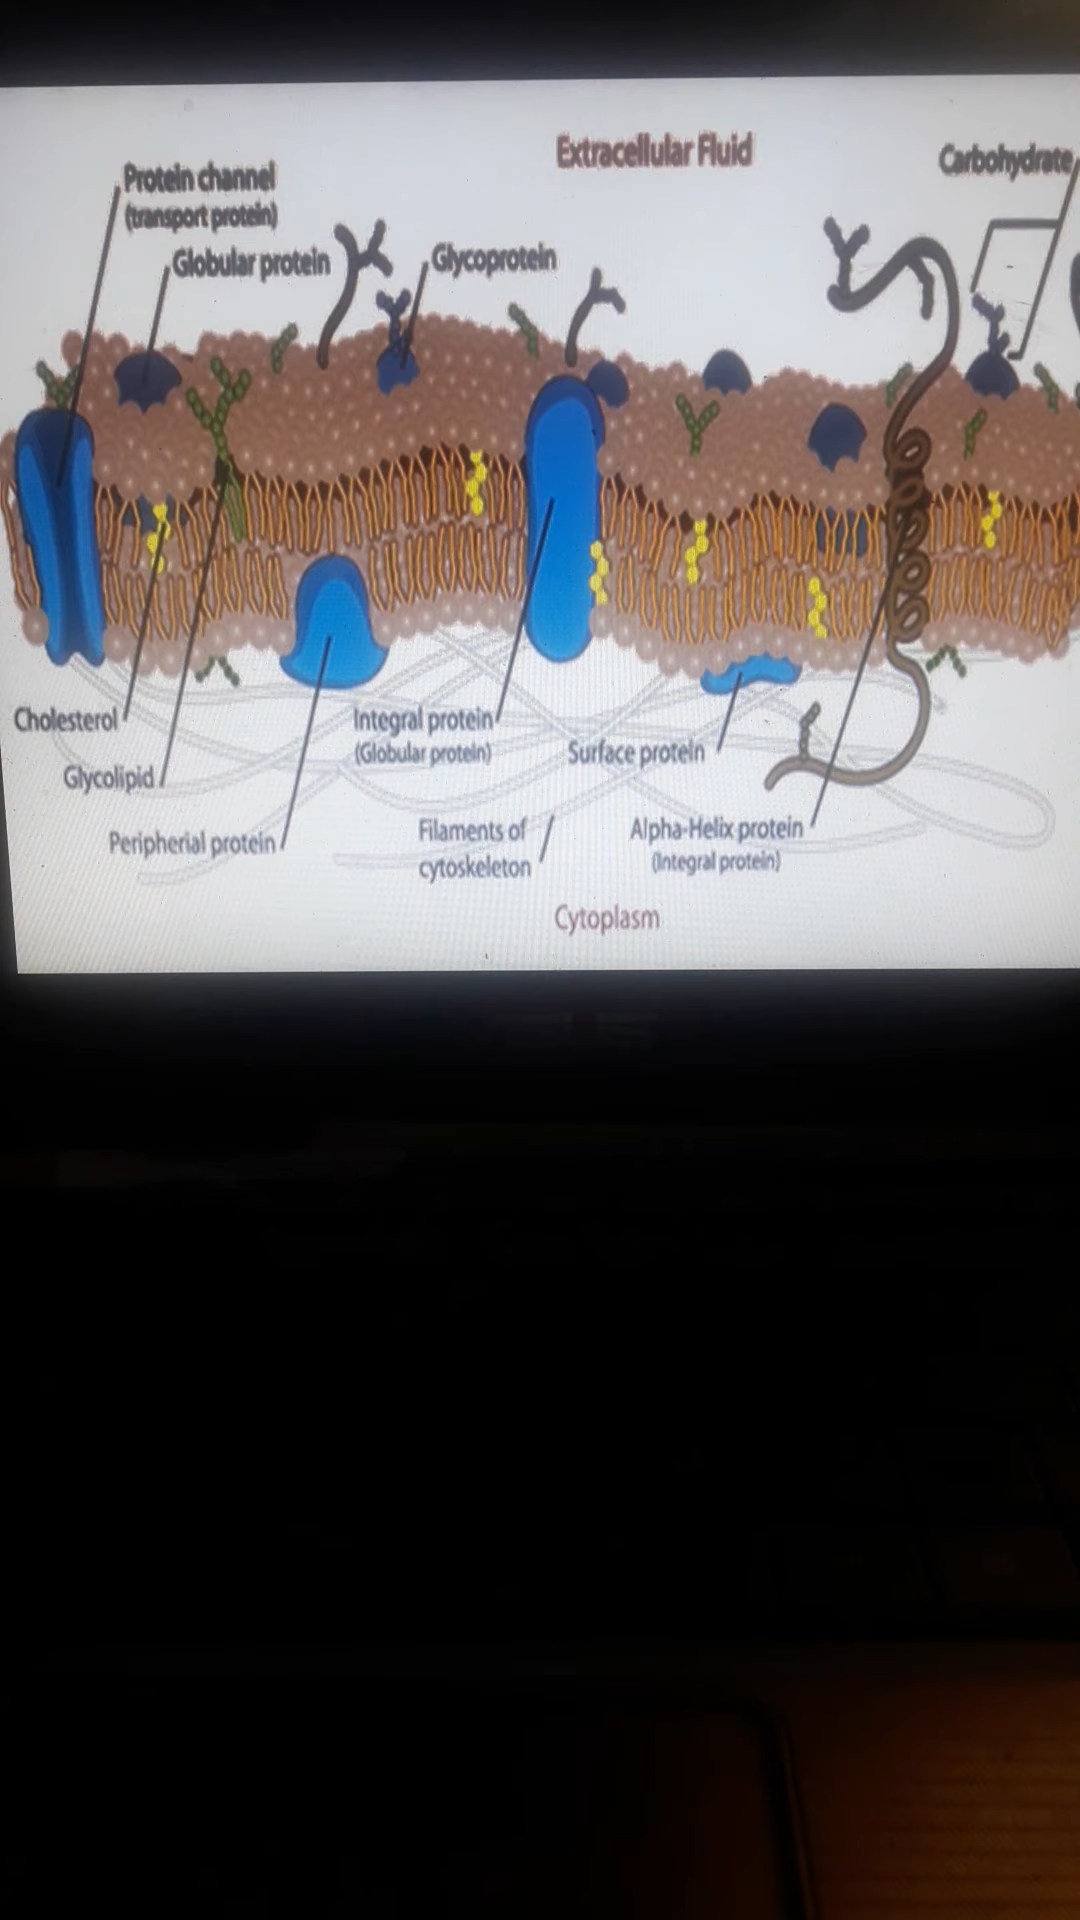 Extracellular Fluid
Carbohydrate
Protein channel
(transport protein)
Globular protein
Glycoprotein
Cholesterol
Integral protein
(Globular protein)
Surface protein
Glycolipid
Peripherial protein
Filaments of
cytoskeleton
Alpha-Helix protein
(Integral protein)
Cytoplasm